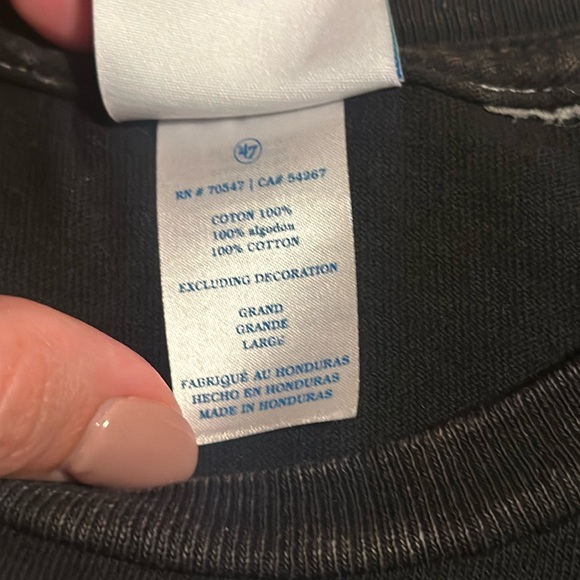 '47
RN # 70547 | CA# 54267
COTON 100%
100% algodon
100% COTTON
EXCLUDING DECORATION
GRAND
GRANDE
LARGE
FABRIQUÉ AU HONDURAS
HECHO EN HONDURAS
MADE IN HONDURAS